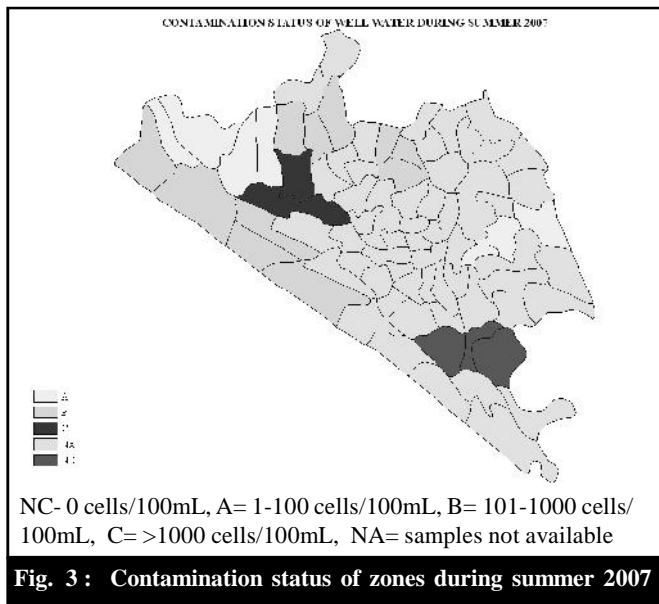 CONTAMINATION STATUS OF WELL WATER DURING SUMMER 2007
A
NC- 0 cells/100mL, A= 1-100 cells/100mL, B= 101-1000 cells/
100mL, C= >1000 cells/100mL, NA= samples not available
Fig. 3 : Contamination status of zones during summer 2007